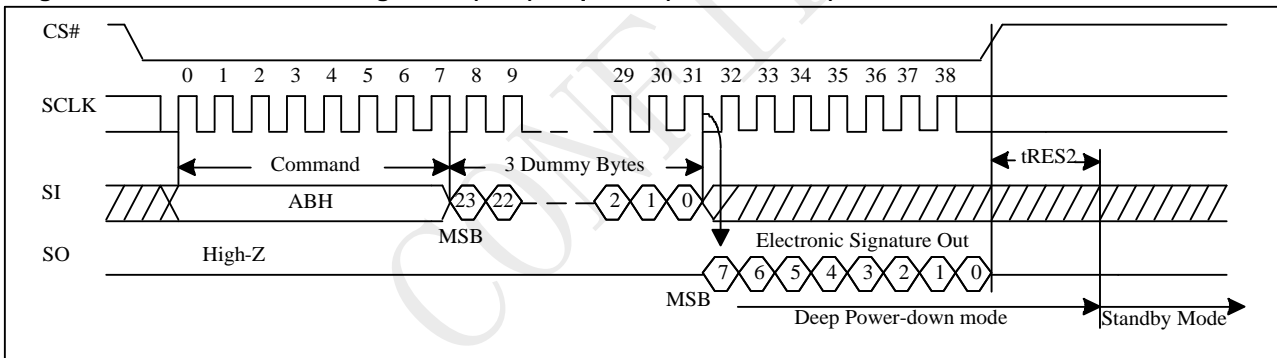 CS#
0 1 2 3 4 5 6 7 8 9 29 30 31 32 33 34 35 36 37 38
SCLK
Command 3 Dummy Bytes tRES2
SI ABH 23 22 2 1 0
MSB
SO High-Z Electronic Signature Out
7 6 5 4 3 2 1 0
MSB
Deep Power-down mode Standby Mode